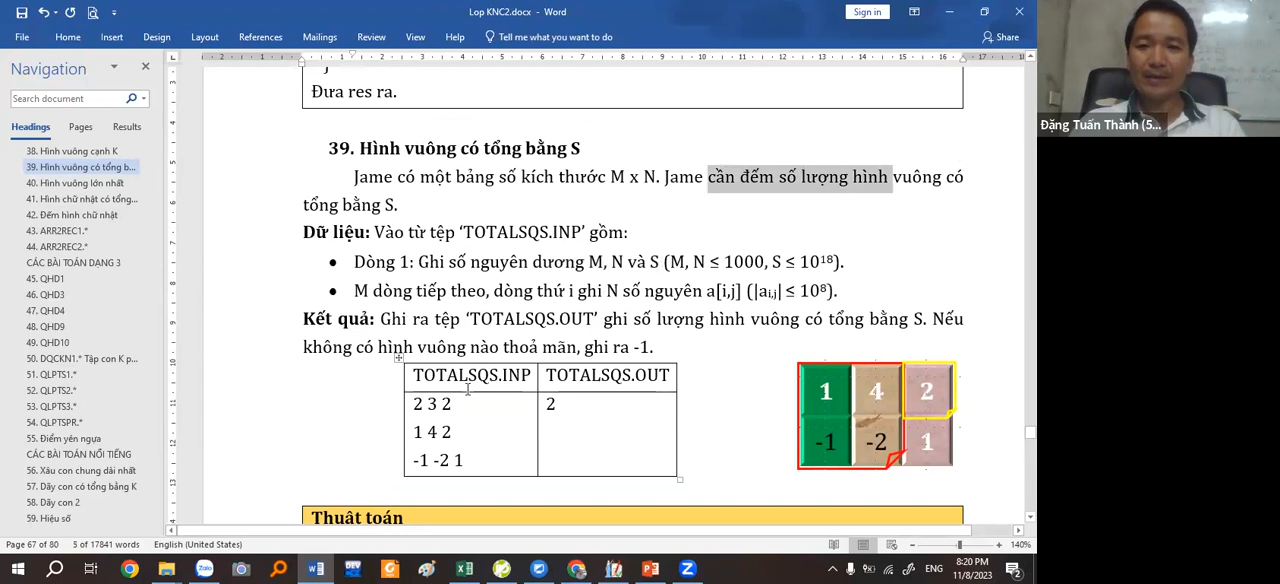 Lop KNC2.docx - Word
Sign in
File Home Insert Design Layout References Mailings Review View Help Tell me what you want to do Share
Navigation
Search document
Headings Pages Results
38. Hình vuông cạnh K
39. Hình vuông có tổng b...
40. Hình vuông lớn nhất
41. Hình chữ nhật có tổng...
42. Đếm hình chữ nhật
43. ARR2REC1.*
44. ARR2REC2.*
CÁC BÀI TOÁN DẠNG 3
45. QHD1
46. QHD3
47. QHD4
48. QHD9
49. QHD10
50. DQCKN1.* Tập con K p...
51. QLPTS1.*
52. QLPTS2.*
53. QLPTS3.*
54. QLPTSPR.*
55. Điểm yên ngựa
CÁC BÀI TOÁN NỔI TIẾNG
56. Xâu con chung dài nhất
57. Dãy con có tổng bằng K
58. Dãy con 2
59. Hiệu số
Đưa res ra.
39. Hình vuông có tổng bằng S
Jame có một bảng số kích thước M x N. Jame cần đếm số lượng hình vuông có
tổng bằng S.
Dữ liệu: Vào từ tệp ‘TOTALSQS.INP’ gồm:
• Dòng 1: Ghi số nguyên dương M, N và S (M, N ≤ 1000, S ≤ 10¹⁸).
• M dòng tiếp theo, dòng thứ i ghi N số nguyên a[i,j] (|aᵢ,ⱼ| ≤ 10⁸).
Kết quả: Ghi ra tệp ‘TOTALSQS.OUT’ ghi số lượng hình vuông có tổng bằng S. Nếu
không có hình vuông nào thoả mãn, ghi ra -1.
TOTALSQS.INP TOTALSQS.OUT
2 3 2 2
1 4 2
-1 -2 1
1 4 2
-1 -2 1
Thuật toán
Đặng Tuấn Thành (5...
Page 67 of 80 5 of 17841 words English (United States) 140%
ENG 8:20 PM
11/8/2023